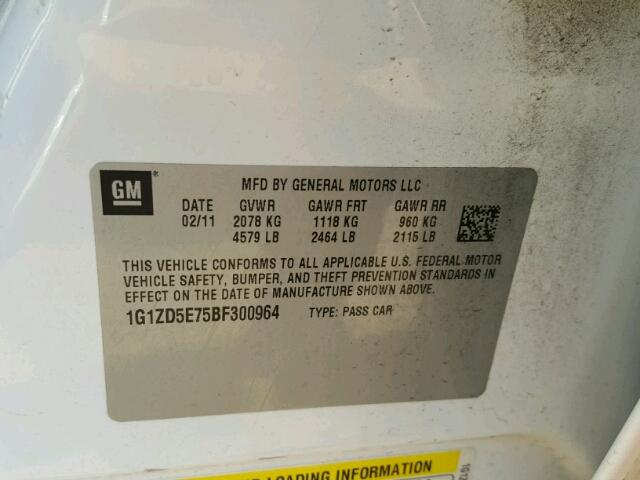 GM ®
MFD BY GENERAL MOTORS LLC
DATE GVWR GAWR FRT GAWR RR
02/11 2078 KG 1118 KG 960 KG
4579 LB 2464 LB 2115 LB
THIS VEHICLE CONFORMS TO ALL APPLICABLE U.S. FEDERAL MOTOR
VEHICLE SAFETY, BUMPER, AND THEFT PREVENTION STANDARDS IN
EFFECT ON THE DATE OF MANUFACTURE SHOWN ABOVE.
1G1ZD5E75BF300964 TYPE: PASS CAR
LOADING INFORMATION